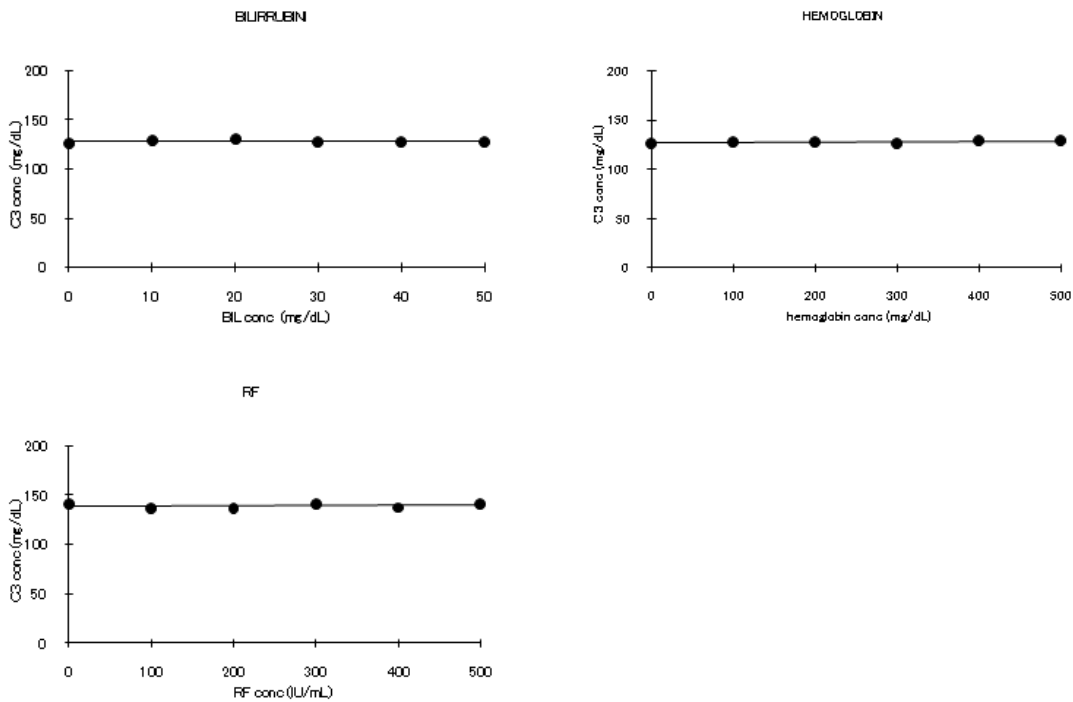 BILIRRUBINI
200
150
100
50
0
C3 conc (mg/dL)
0 10 20 30 40 50
BIL conc (mg/dL)
HEMOGLOBIN
200
150
100
50
0
C3 conc (mg/dL)
0 100 200 300 400 500
hemoglobin conc (mg/dL)
RF
200
150
100
50
0
C3 conc (mg/dL)
0 100 200 300 400 500
RF conc (IU/mL)